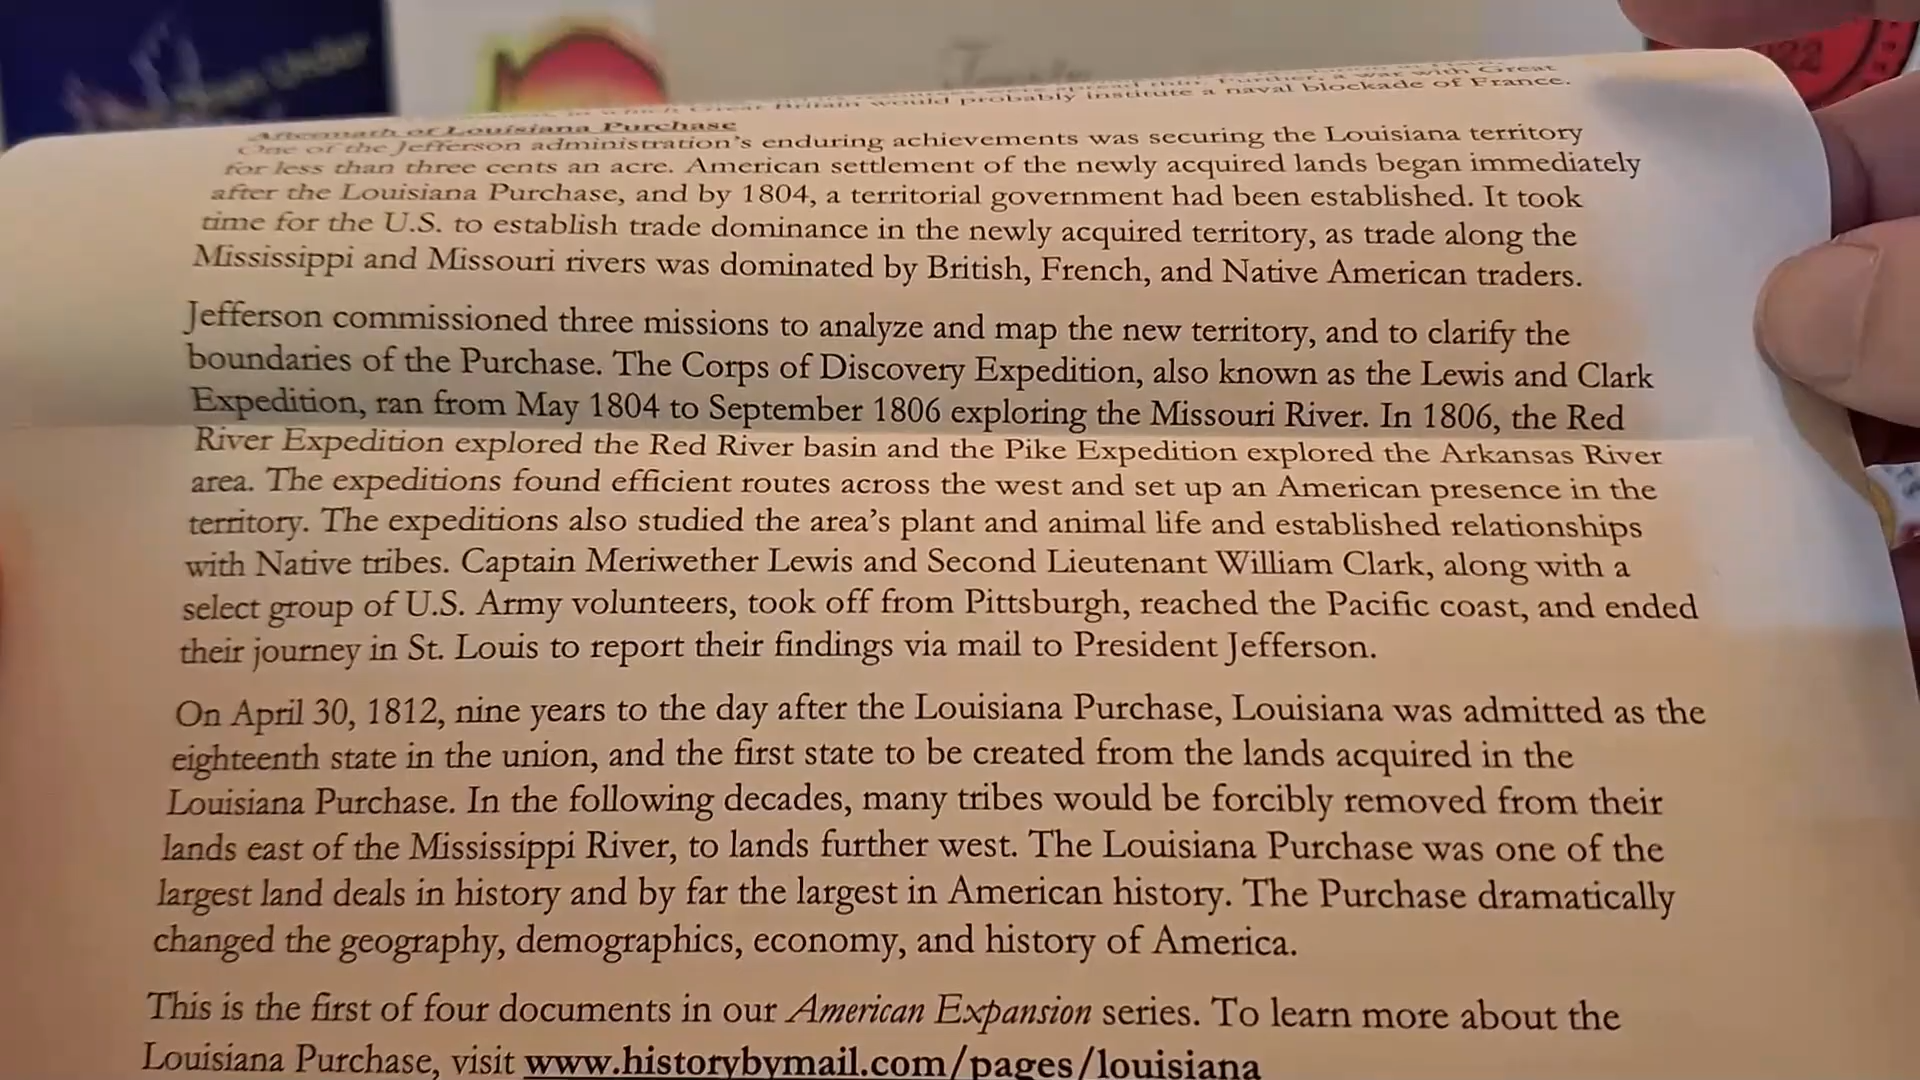 Great Britain would probably institute a naval blockade of France.
Aftermath of Louisiana Purchase
One of the Jefferson administration's enduring achievements was securing the Louisiana territory
for less than three cents an acre. American settlement of the newly acquired lands began immediately
after the Louisiana Purchase, and by 1804, a territorial government had been established. It took
time for the U.S. to establish trade dominance in the newly acquired territory, as trade along the
Mississippi and Missouri rivers was dominated by British, French, and Native American traders.
Jefferson commissioned three missions to analyze and map the new territory, and to clarify the
boundaries of the Purchase. The Corps of Discovery Expedition, also known as the Lewis and Clark
Expedition, ran from May 1804 to September 1806 exploring the Missouri River. In 1806, the Red
River Expedition explored the Red River basin and the Pike Expedition explored the Arkansas River
area. The expeditions found efficient routes across the west and set up an American presence in the
territory. The expeditions also studied the area's plant and animal life and established relationships
with Native tribes. Captain Meriwether Lewis and Second Lieutenant William Clark, along with a
select group of U.S. Army volunteers, took off from Pittsburgh, reached the Pacific coast, and ended
their journey in St. Louis to report their findings via mail to President Jefferson.
On April 30, 1812, nine years to the day after the Louisiana Purchase, Louisiana was admitted as the
eighteenth state in the union, and the first state to be created from the lands acquired in the
Louisiana Purchase. In the following decades, many tribes would be forcibly removed from their
lands east of the Mississippi River, to lands further west. The Louisiana Purchase was one of the
largest land deals in history and by far the largest in American history. The Purchase dramatically
changed the geography, demographics, economy, and history of America.
This is the first of four documents in our American Expansion series. To learn more about the
Louisiana Purchase, visit www.historybymail.com/pages/louisiana